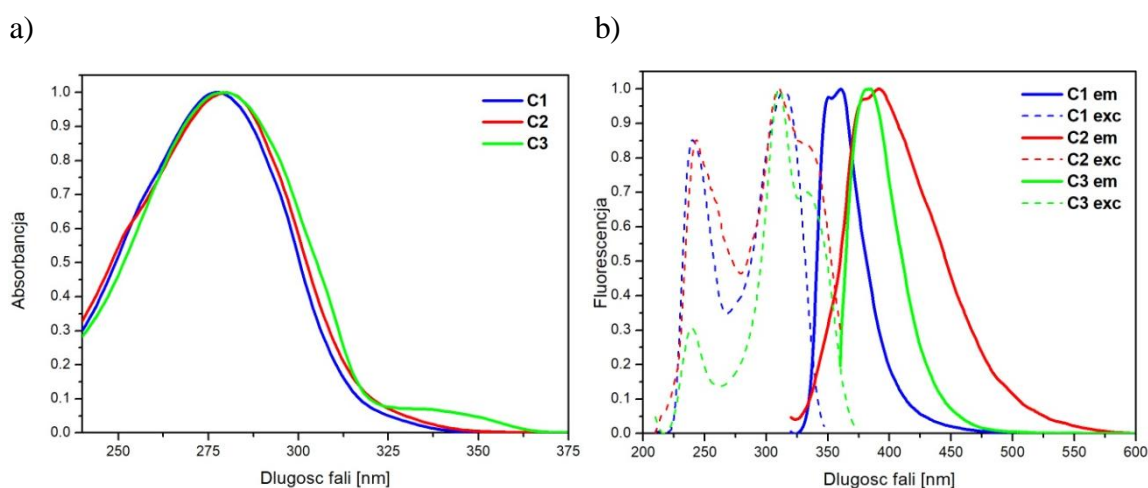 a)
b)
1.0
0.9
0.8
0.7
0.6
0.5
0.4
0.3
0.2
0.1
0.0
Absorbancja
C1
C2
C3
250
275
300
325
350
375
Dlugosc fali [nm]
1.0
0.9
0.8
0.7
0.6
0.5
0.4
0.3
0.2
0.1
0.0
Fluorescencja
C1 em
C1 exc
C2 em
C2 exc
C3 em
C3 exc
200
250
300
350
400
450
500
550
600
Dlugosc fali [nm]